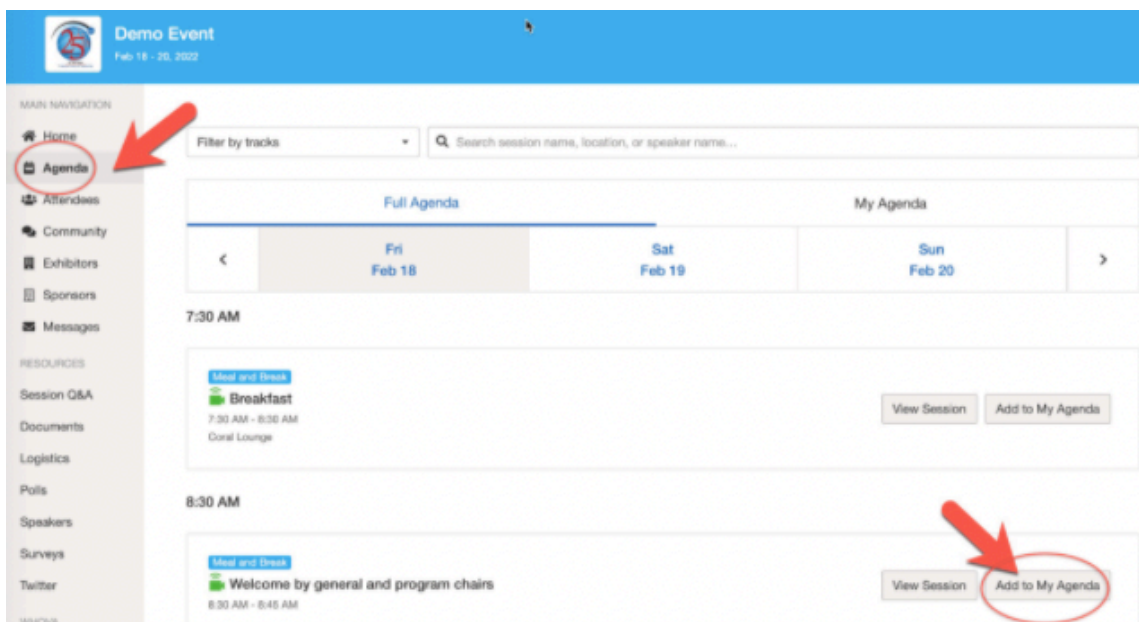 Demo Event
Feb 18 - 20, 2022
MAIN NAVIGATION
Home
Agenda
Attendees
Community
Exhibitors
Sponsors
Messages
RESOURCES
Session Q&A
Documents
Logistics
Polls
Speakers
Surveys
Twitter
Filter by tracks
Search session name, location, or speaker name...
Full Agenda
My Agenda
Fri
Feb 18
Sat
Feb 19
Sun
Feb 20
7:30 AM
Meal and Break
Breakfast
7:30 AM - 8:30 AM
Coral Lounge
View Session
Add to My Agenda
8:30 AM
Meal and Break
Welcome by general and program chairs
8:30 AM - 8:45 AM
View Session
Add to My Agenda